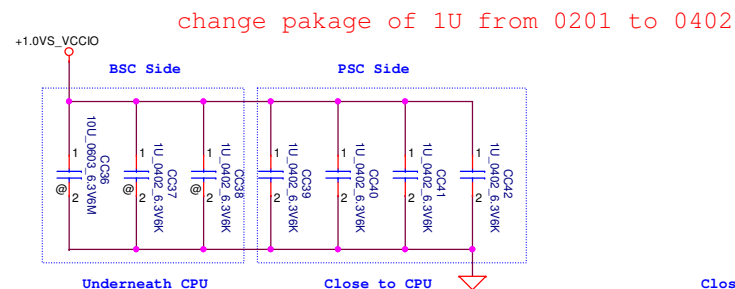 change pakage of 1U from 0201 to 0402
+1.0VS_VCCIO
BSC Side
PSC Side
1
2
@
CC36
10U_0603_6.3V6M
1
2
@
CC37
1U_0402_6.3V6K
1
2
@
CC38
1U_0402_6.3V6K
1
2
CC39
1U_0402_6.3V6K
1
2
CC40
1U_0402_6.3V6K
1
2
CC41
1U_0402_6.3V6K
1
2
CC42
1U_0402_6.3V6K
Underneath CPU
Close to CPU
Clos